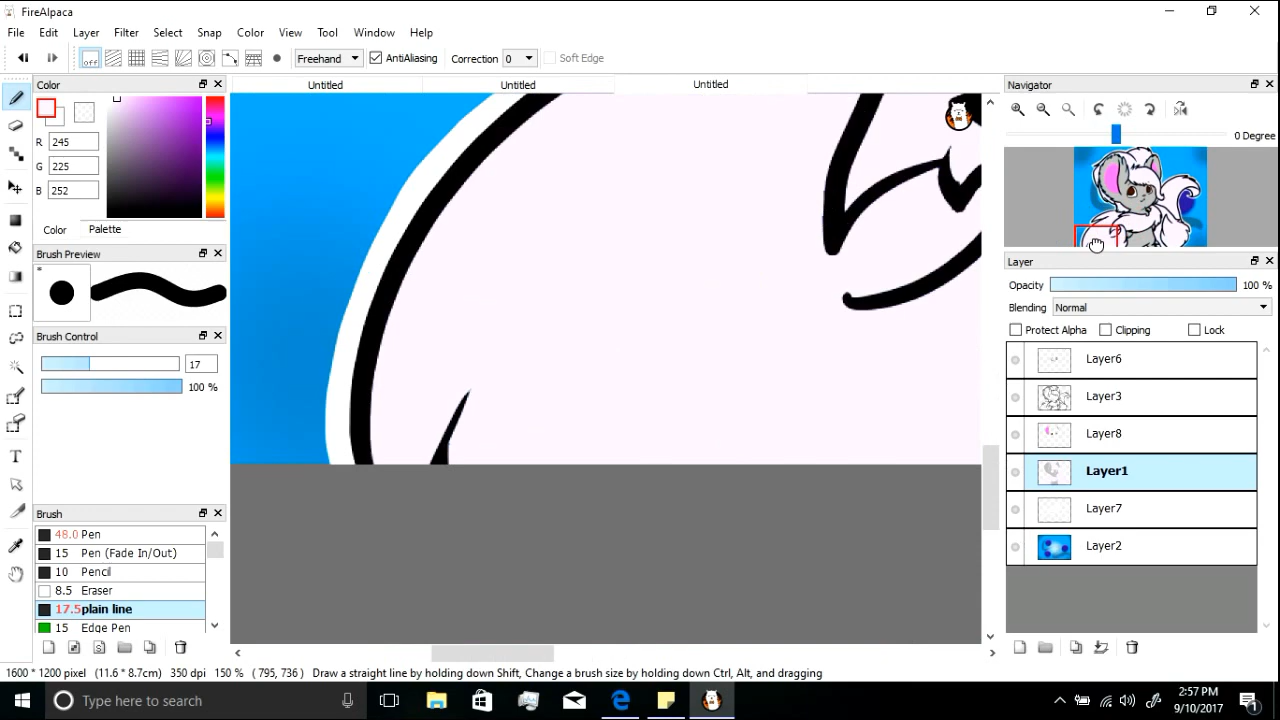 FireAlpaca
File Edit View Layer Filter Select Snap Color View Tool Window Help
off Freehand AntiAliasing Correction 0 Soft Edge
Color
Untitled Untitled Untitled
Navigator
R 245
G 225
B 252
0 Degree
Color Palette
Brush Preview
*
Layer
Opacity 100 %
Blending Normal
Protect Alpha Clipping Lock
Brush Control
17
100 %
Layer6
Layer3
Layer8
Layer1
Layer7
Layer2
Brush
48.0 Pen
15 Pen (Fade In/Out)
10 Pencil
8.5 Eraser
17.5 plain line
15 Edge Pen
1600 * 1200 pixel (11.6 * 8.7cm) 350 dpi 150 % ( 795, 736 ) Draw a straight line by holding down Shift, Change a brush size by holding down Ctrl, Alt, and dragging
Type here to search
2:57 PM
9/10/2017
1